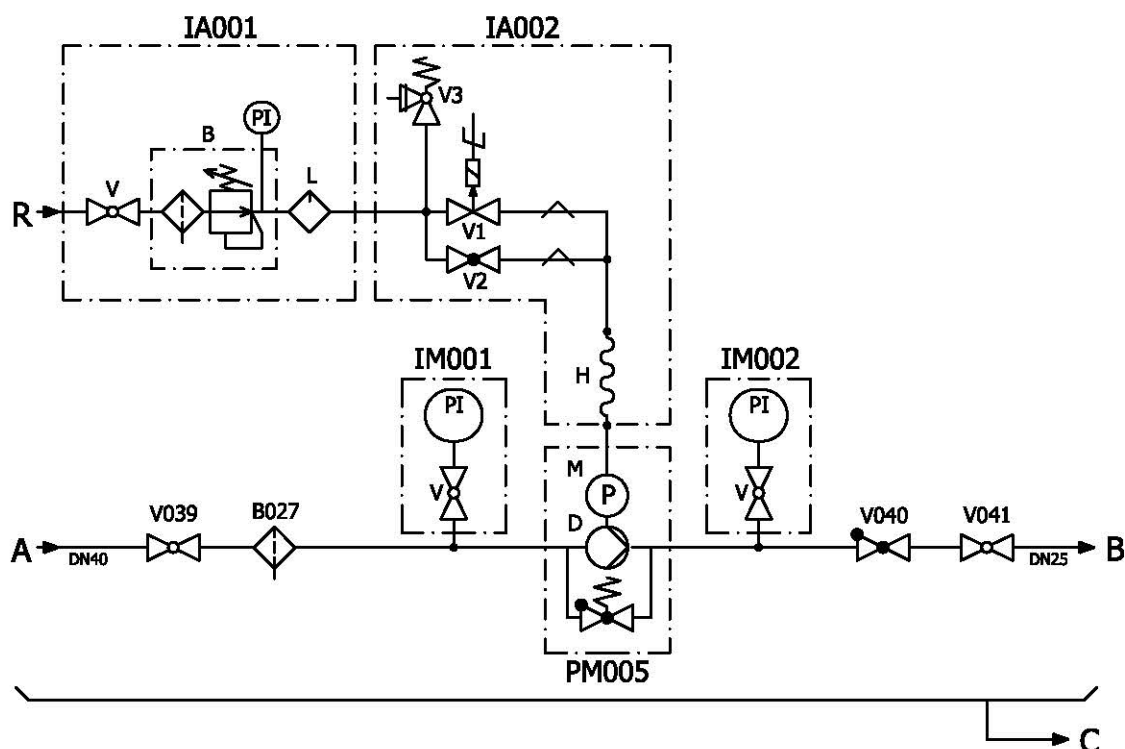 IA001
IA002
V3
PI
B
V
L
R
V1
V2
IM001
IM002
H
PI
PI
M
P
V
V
V039
B027
D
V040
V041
A
DN40
DN25
B
PM005
C